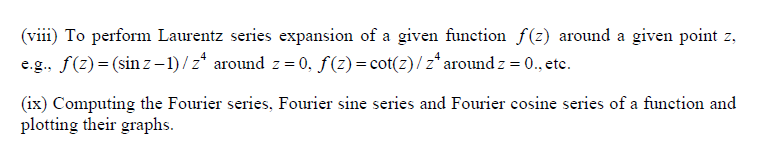 (viii) To perform Laurentz series expansion of a given function f(z) around a given point z,
e.g., f(z) = (sin z – 1) / z⁴ around z = 0, f(z) = cot(z) / z⁴ around z = 0., etc.
(ix) Computing the Fourier series, Fourier sine series and Fourier cosine series of a function and
plotting their graphs.